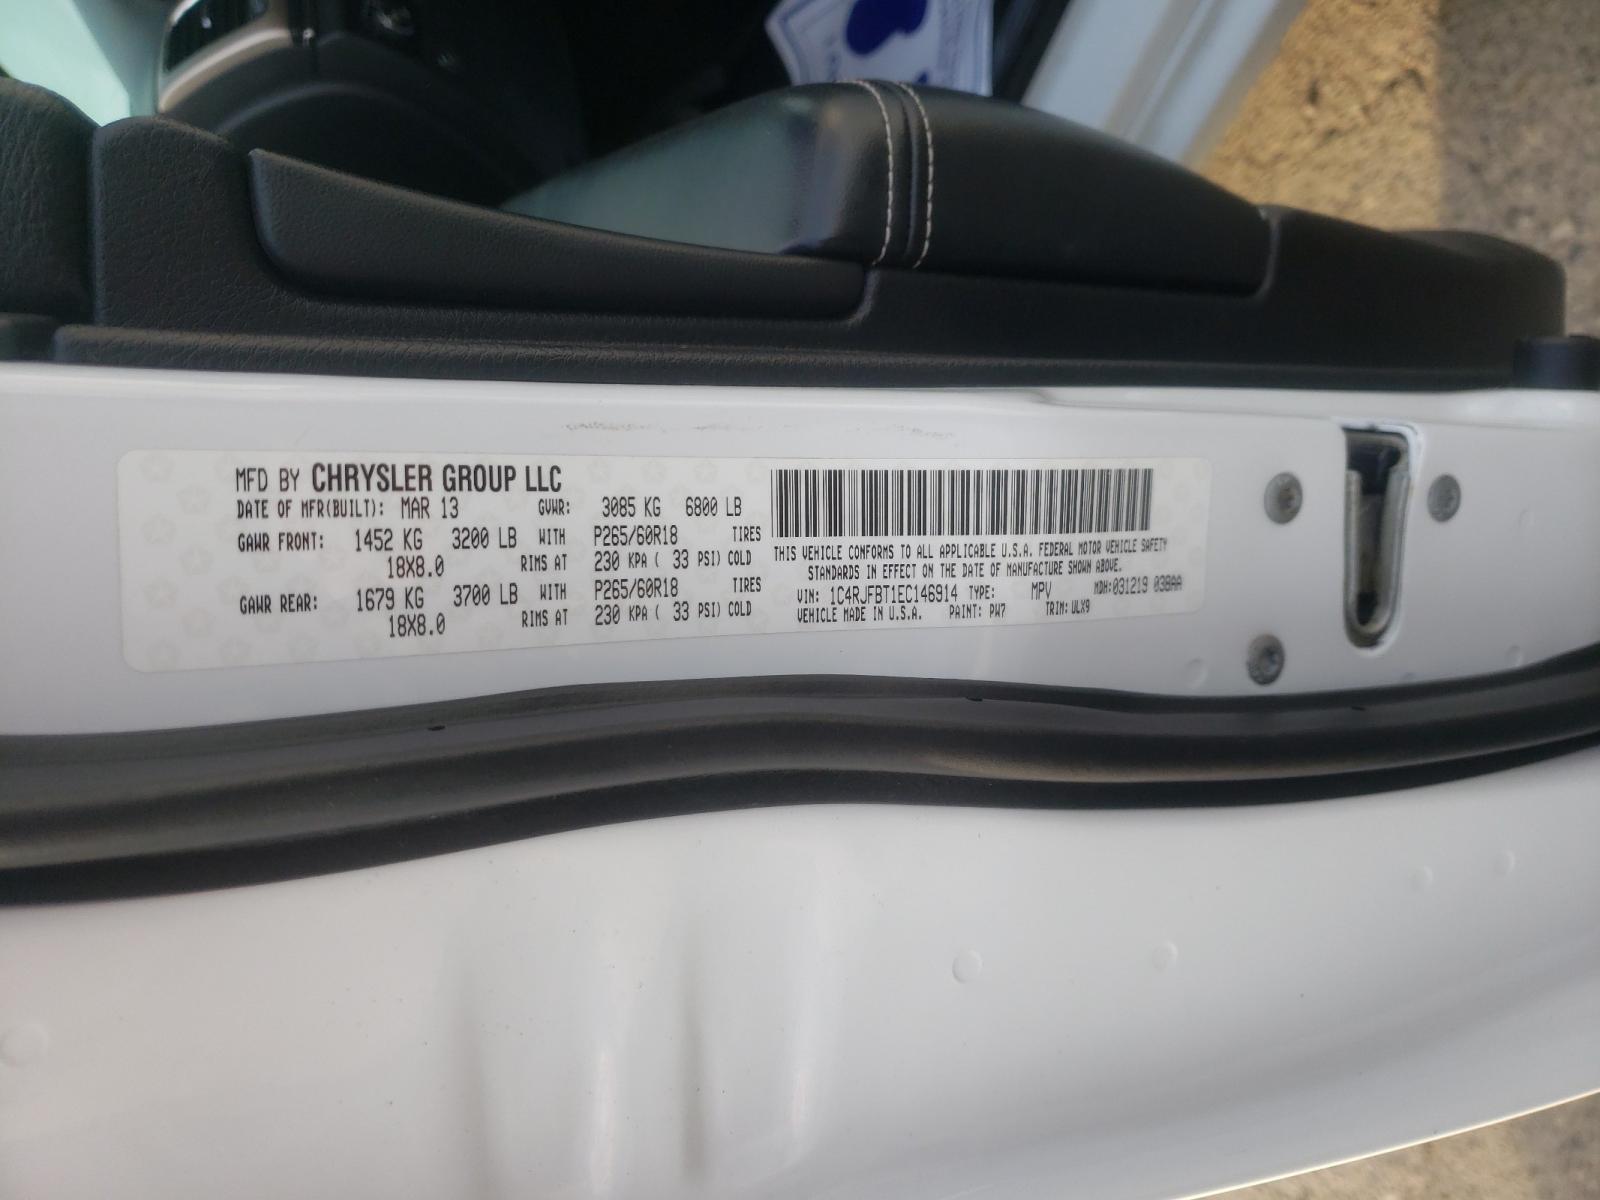 MFD BY CHRYSLER GROUP LLC
DATE OF MFR(BUILT): MAR 13 GVWR: 3085 KG 6800 LB
GAWR FRONT: 1452 KG 3200 LB WITH P265/60R18 TIRES
18X8.0 RIMS AT 230 KPA ( 33 PSI) COLD
GAWR REAR: 1679 KG 3700 LB WITH P265/60R18 TIRES
18X8.0 RIMS AT 230 KPA ( 33 PSI) COLD
THIS VEHICLE CONFORMS TO ALL APPLICABLE U.S.A. FEDERAL MOTOR VEHICLE SAFETY
STANDARDS IN EFFECT ON THE DATE OF MANUFACTURE SHOWN ABOVE.
VIN: 1C4RJFBT1EC146914 TYPE: MPV MDH:031219 038AA
VEHICLE MADE IN U.S.A. PAINT: PW7 TRIM: ULX9